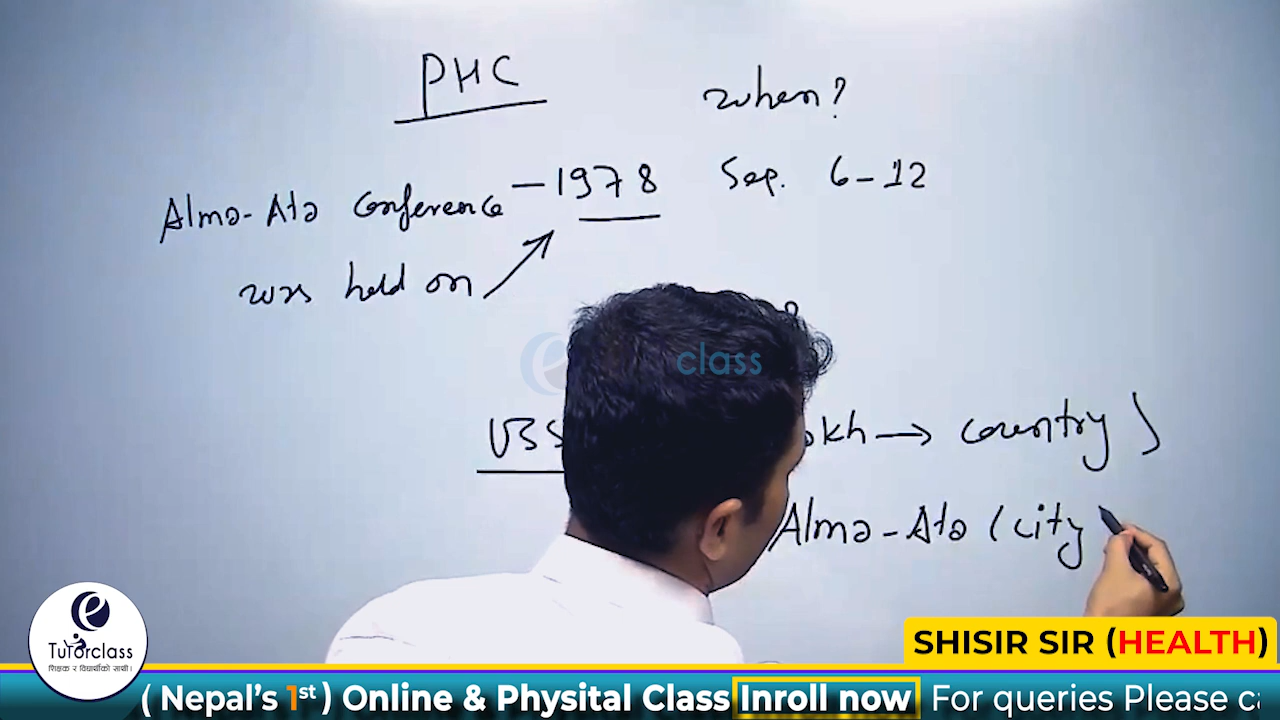 PHC
when?
Alma-Ata Conference - 1978 Sep. 6-12
was held on
class
USS
kh → country )
Alma-Ata (city
SHISIR SIR (HEALTH)
e
Tutorclass
शिक्षक र विद्यार्थीको साथी।
( Nepal's 1st ) Online & Physital Class Inroll now For queries Please c